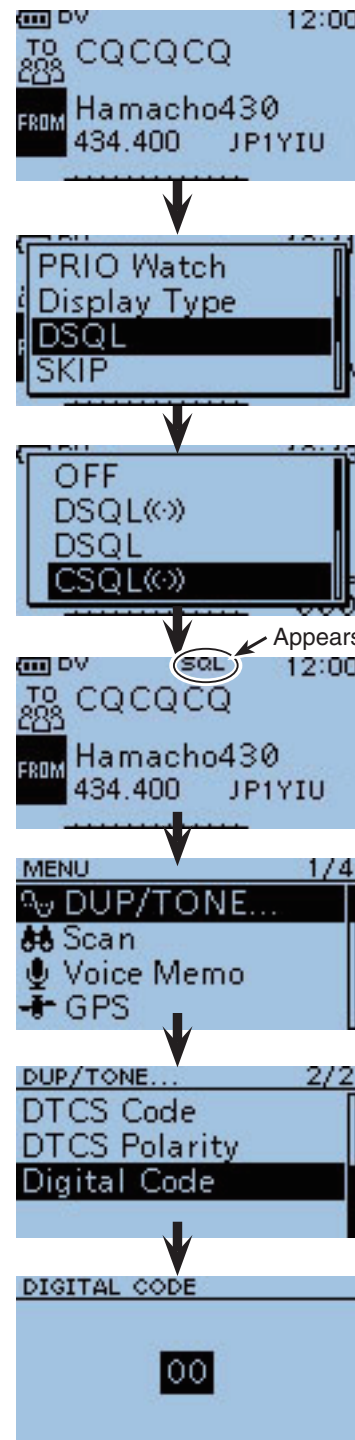 DV 12:00
TO CQCQCQ
FROM Hamacho430
434.400 JP1YIU
PRIO Watch
Display Type
DSQL
SKIP
OFF
DSQL((·))
DSQL
CSQL((·))
Appears
DV SQL 12:00
TO CQCQCQ
FROM Hamacho430
434.400 JP1YIU
MENU 1/4
DUP/TONE...
Scan
Voice Memo
GPS
DUP/TONE... 2/2
DTCS Code
DTCS Polarity
Digital Code
DIGITAL CODE
00